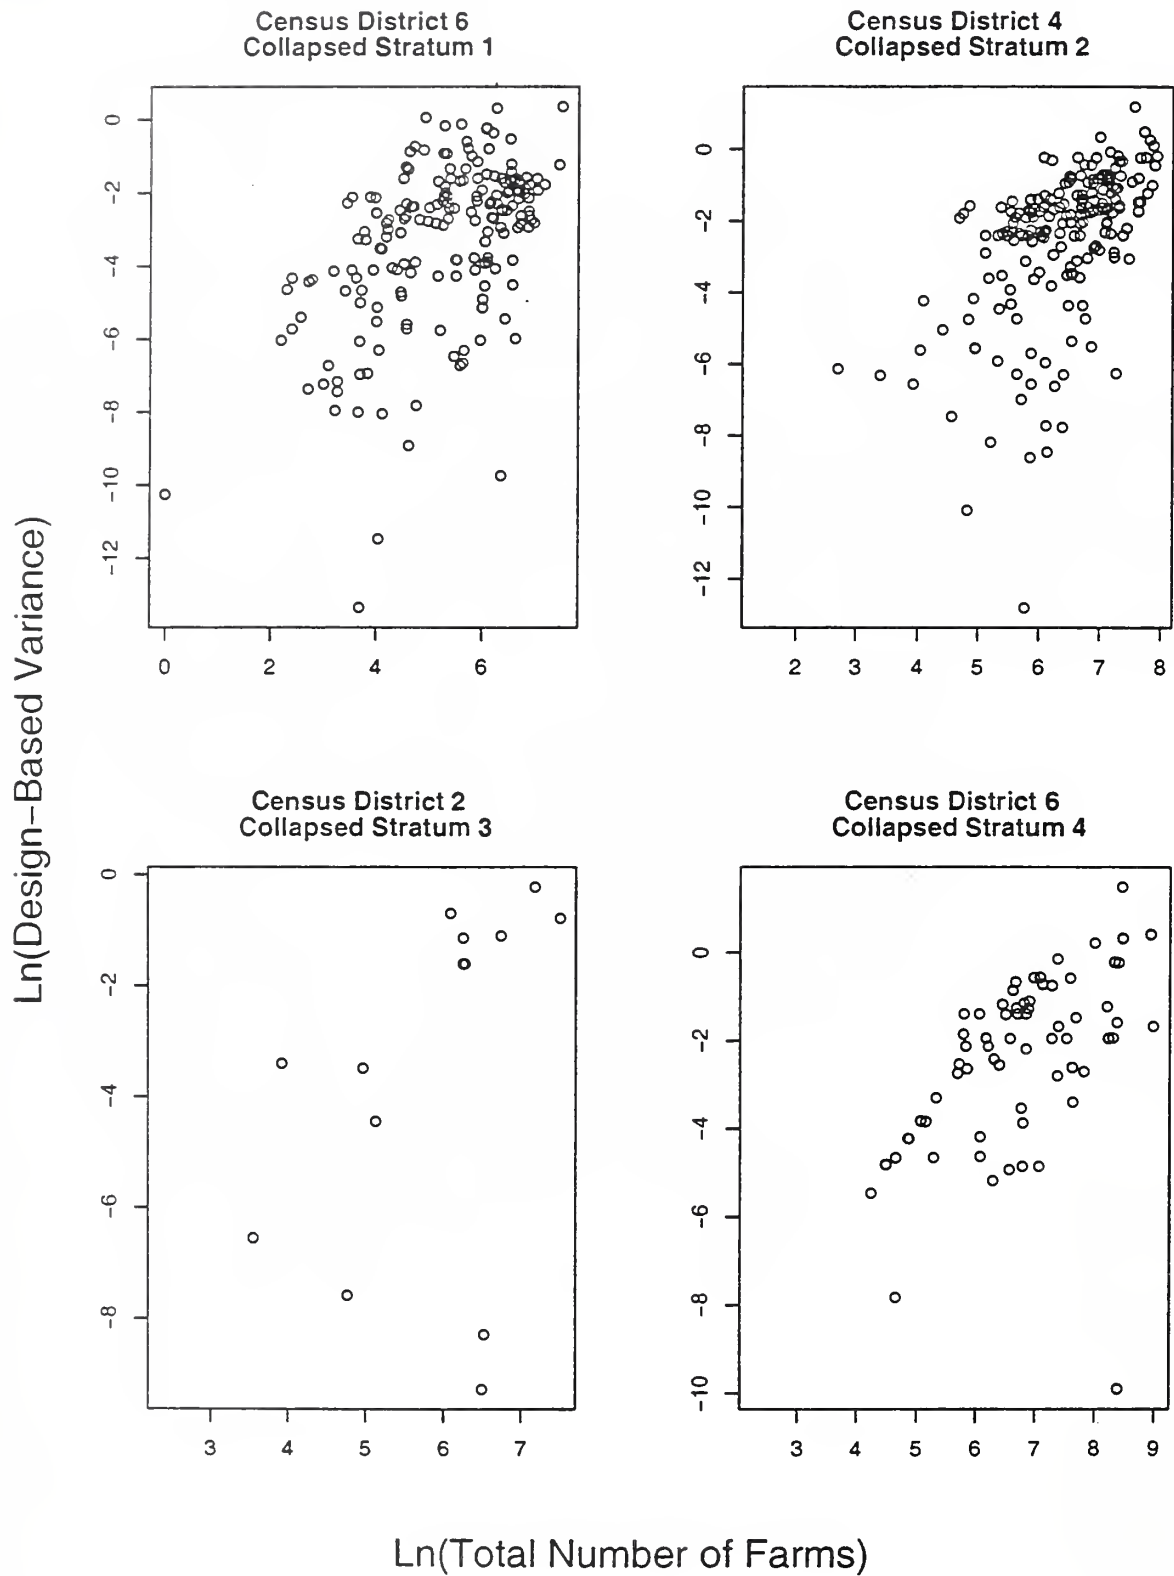 Census District 6
Collapsed Stratum 1
Census District 4
Collapsed Stratum 2
0
-2
-4
-6
-8
-10
-12
0 2 4 6
0
-2
-4
-6
-8
-10
-12
2 3 4 5 6 7 8
Ln(Design-Based Variance)
Census District 2
Collapsed Stratum 3
Census District 6
Collapsed Stratum 4
0
-2
-4
-6
-8
3 4 5 6 7
0
-2
-4
-6
-8
-10
3 4 5 6 7 8 9
Ln(Total Number of Farms)